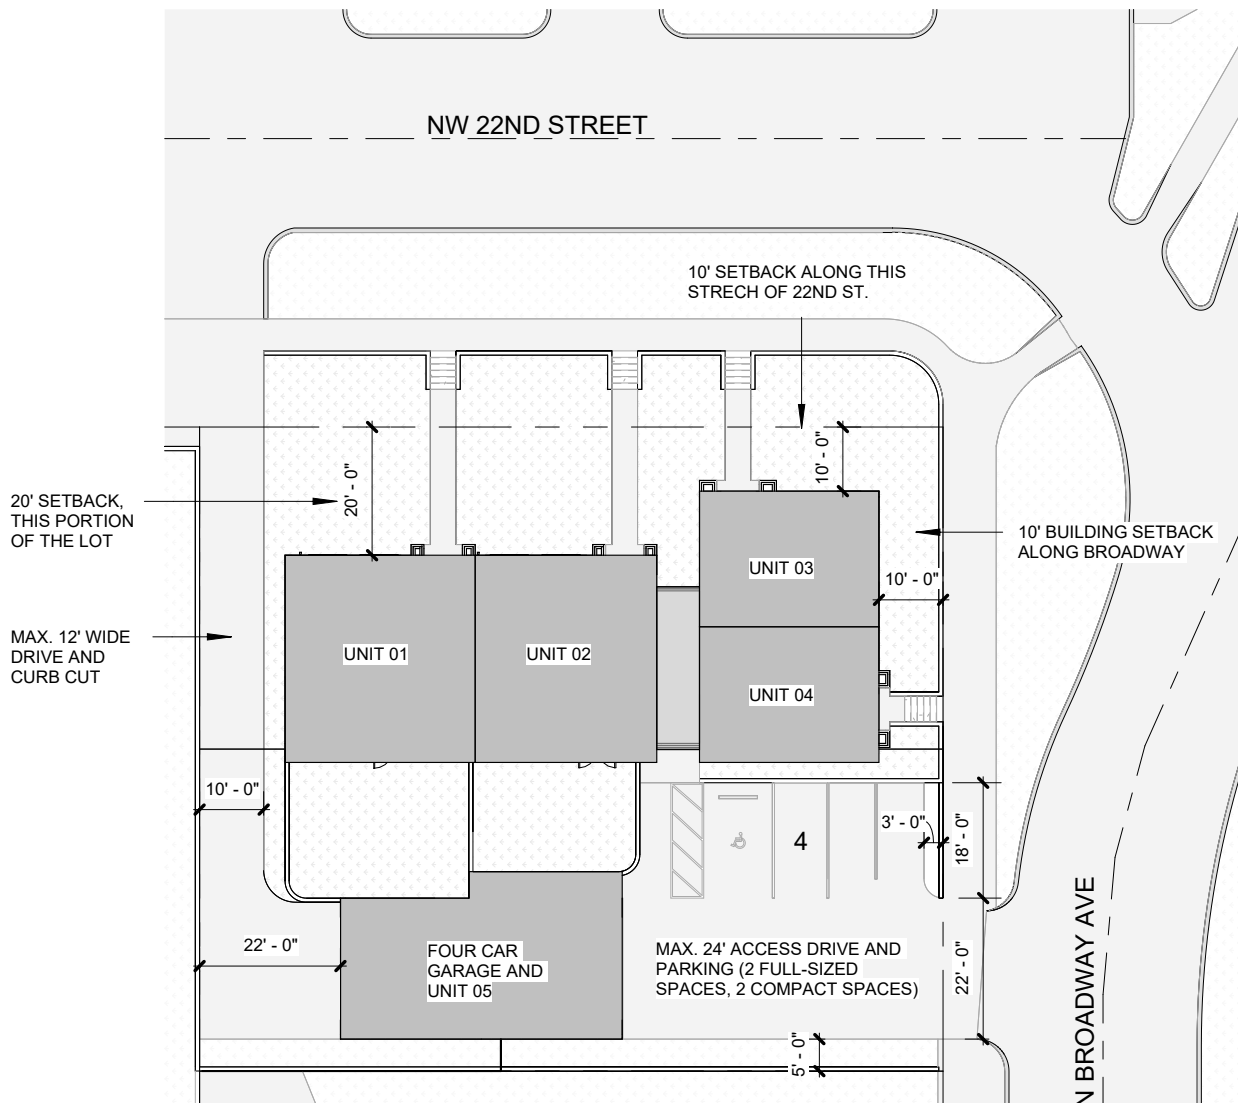 NW 22ND STREET
10' SETBACK ALONG THIS
STRECH OF 22ND ST.
10' - 0"
20' - 0"
20' SETBACK,
THIS PORTION
OF THE LOT
10' BUILDING SETBACK
ALONG BROADWAY
UNIT 03
10' - 0"
MAX. 12' WIDE
DRIVE AND
CURB CUT
UNIT 01
UNIT 02
UNIT 04
10' - 0"
3' - 0"
18' - 0"
4
22' - 0"
FOUR CAR
GARAGE AND
UNIT 05
MAX. 24' ACCESS DRIVE AND
PARKING (2 FULL-SIZED
SPACES, 2 COMPACT SPACES)
22' - 0"
5' - 0"
N BROADWAY AVE